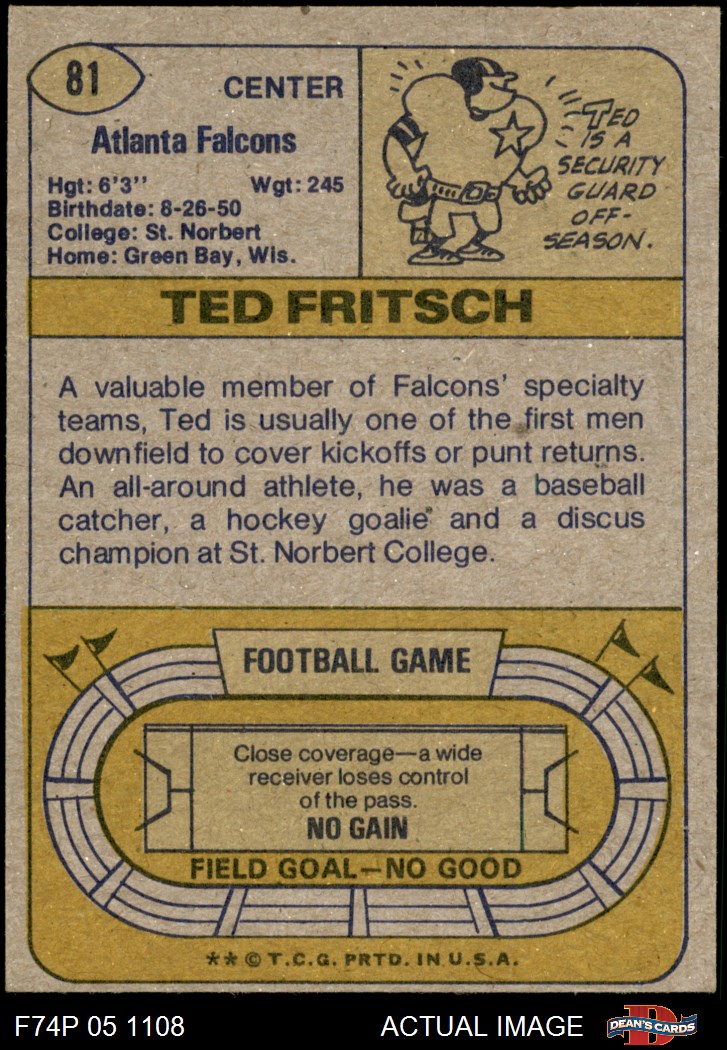 81
CENTER
Atlanta Falcons
Hgt: 6'3'' Wgt: 245
Birthdate: 8-26-50
College: St. Norbert
Home: Green Bay, Wis.
TED
IS A
SECURITY
GUARD
OFF-
SEASON.
TED FRITSCH
A valuable member of Falcons' specialty
teams, Ted is usually one of the first men
downfield to cover kickoffs or punt returns.
An all-around athlete, he was a baseball
catcher, a hockey goalie and a discus
champion at St. Norbert College.
FOOTBALL GAME
Close coverage—a wide
receiver loses control
of the pass.
NO GAIN
FIELD GOAL—NO GOOD
** © T.C.G. PRTD. IN U.S.A.
F74P 05 1108 ACTUAL IMAGE
D
DEAN'S CARDS